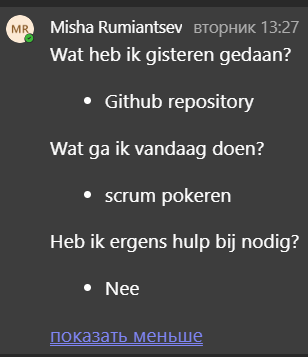 MR
Misha Rumiantsev вторник 13:27
Wat heb ik gisteren gedaan?
• Github repository
Wat ga ik vandaag doen?
• scrum pokeren
Heb ik ergens hulp bij nodig?
• Nee
показать меньше